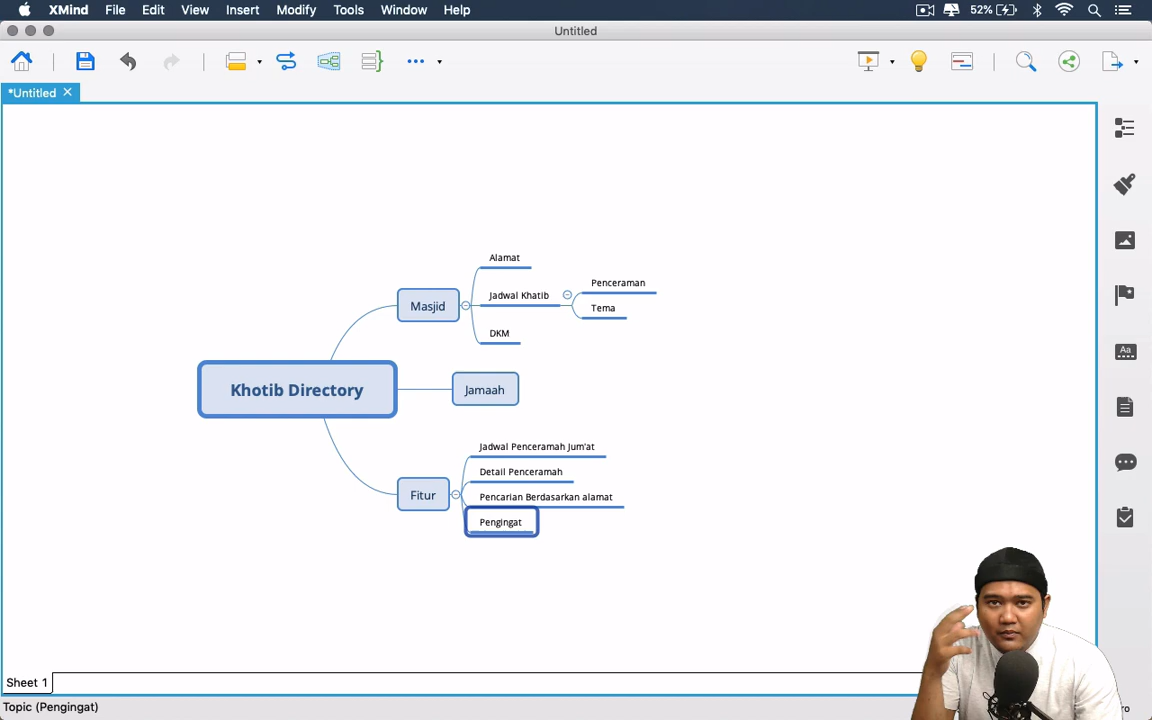 XMind File Edit View Insert Modify Tools Window Help 52%
Untitled
*Untitled
Alamat
Penceraman
Jadwal Khatib
Masjid
Tema
DKM
Khotib Directory
Jamaah
Jadwal Penceramah Jum'at
Detail Penceramah
Fitur
Pencarian Berdasarkan alamat
Pengingat
Aa
Sheet 1
Topic (Pengingat)